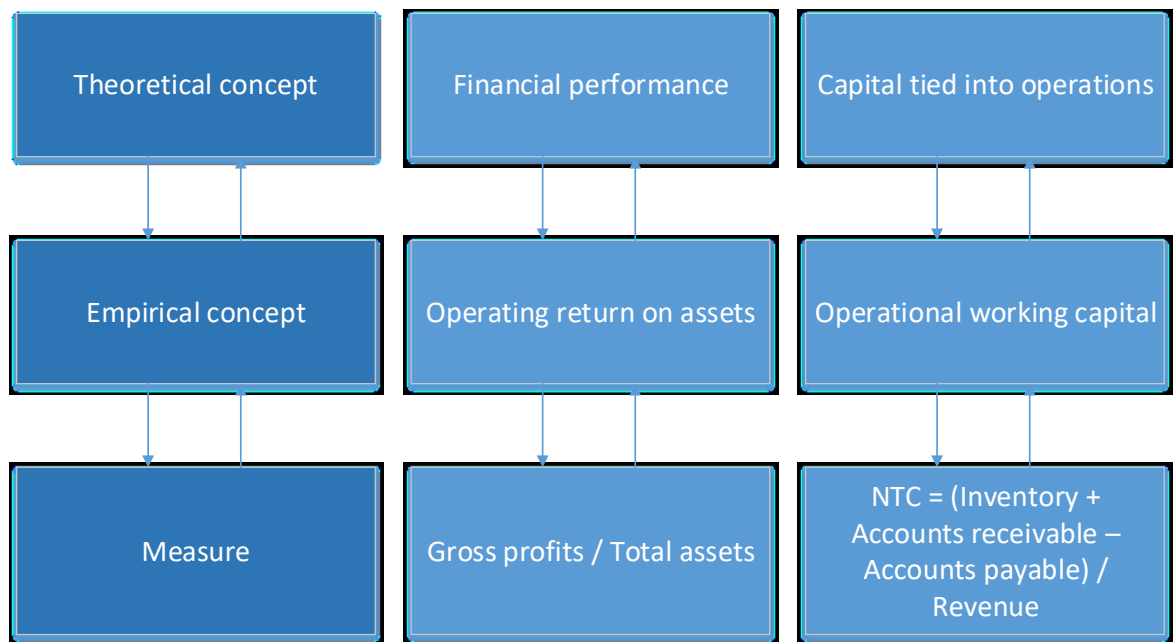 Theoretical concept
Financial performance
Capital tied into operations
Empirical concept
Operating return on assets
Operational working capital
Measure
Gross profits / Total assets
NTC = (Inventory +
Accounts receivable –
Accounts payable) /
Revenue